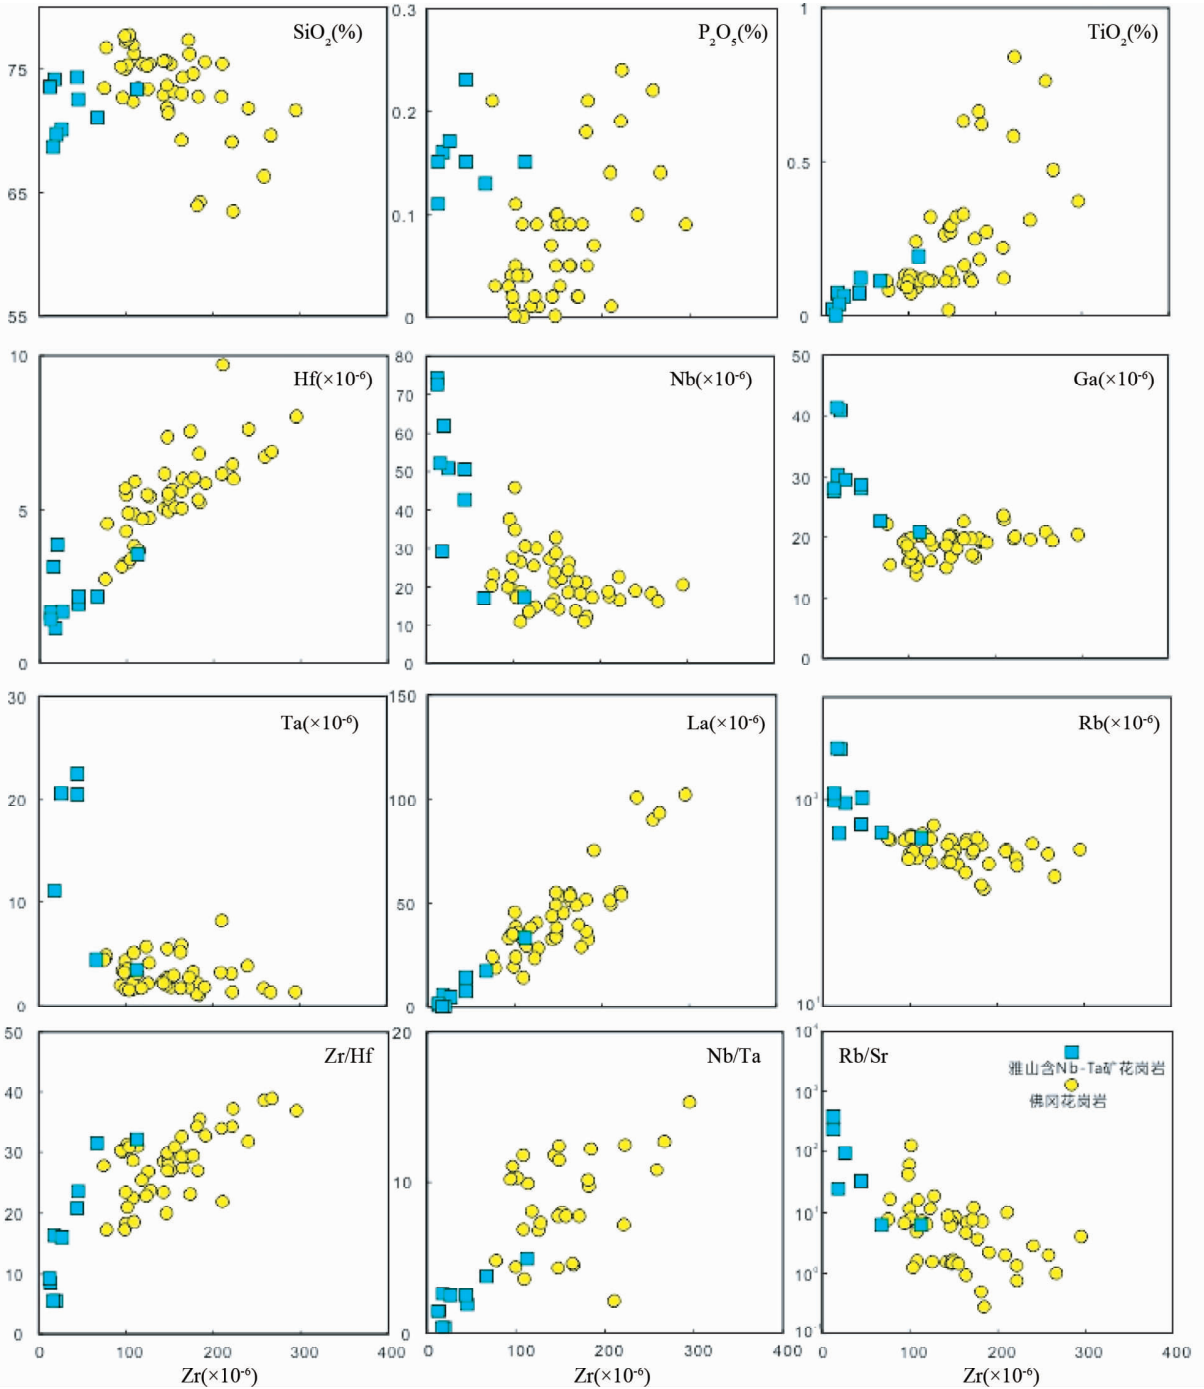 SiO₂(%)
75
65
55
P₂O₅(%)
0.3
0.2
0.1
0
TiO₂(%)
1
0.5
0
Hf(×10⁻⁶)
10
5
0
Nb(×10⁻⁶)
80
70
60
50
40
30
20
10
0
Ga(×10⁻⁶)
50
40
30
20
10
0
Ta(×10⁻⁶)
30
20
10
0
La(×10⁻⁶)
150
100
50
0
Rb(×10⁻⁶)
10³
10¹
Zr/Hf
50
40
30
20
10
0
0 100 200 300 400
Zr(×10⁻⁶)
Nb/Ta
20
10
0
0 100 200 300 400
Zr(×10⁻⁶)
Rb/Sr
10⁴
10³
10²
10¹
10⁰
10⁻¹
雅山含Nb-Ta矿花岗岩
佛冈花岗岩
0 100 200 300 400
Zr(×10⁻⁶)